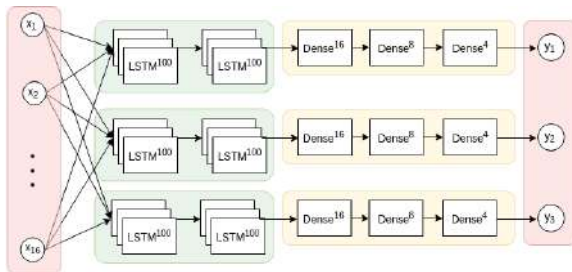 x1
LSTM100 LSTM100 Dense16 Dense8 Dense4 y1
x2
LSTM100 LSTM100 Dense16 Dense8 Dense4 y2
x16
LSTM100 LSTM100 Dense16 Dense8 Dense4 y3